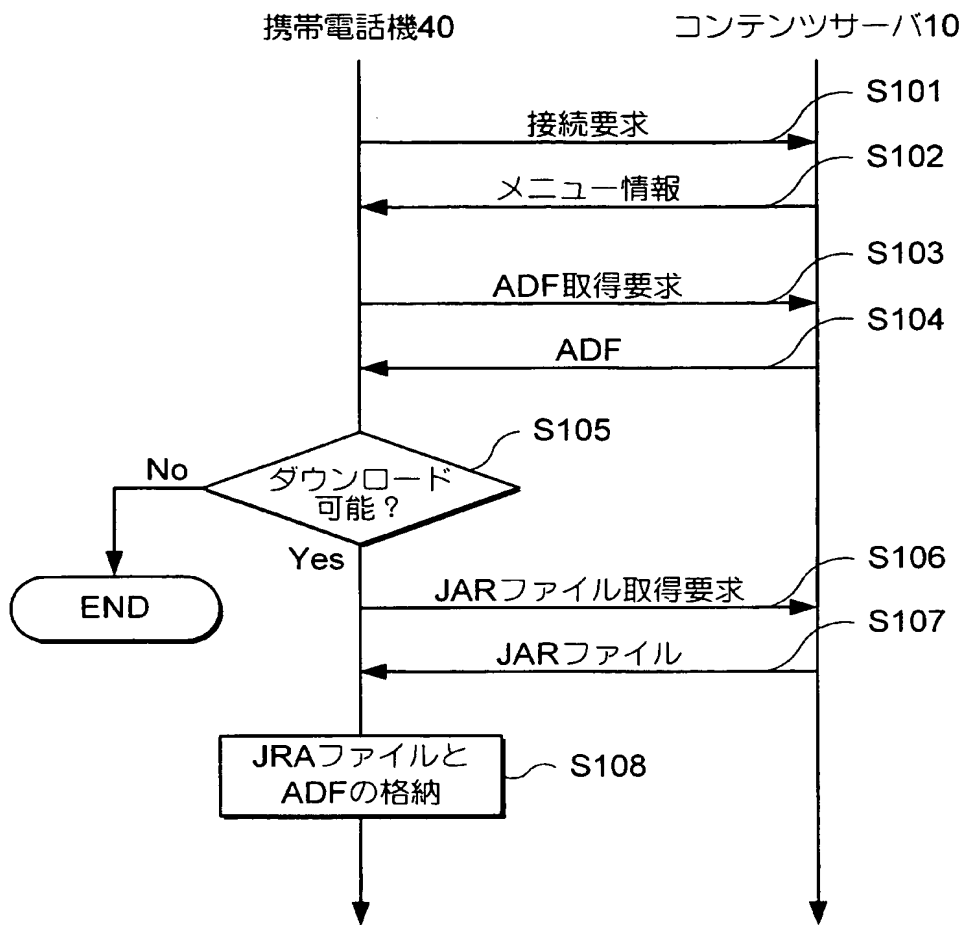 携帯電話機40
コンテンツサーバ10
S101
接続要求
S102
メニュー情報
S103
ADF取得要求
S104
ADF
S105
No
ダウンロード
可能？
Yes
S106
END
JARファイル取得要求
S107
JARファイル
JRAファイルと
ADFの格納
S108